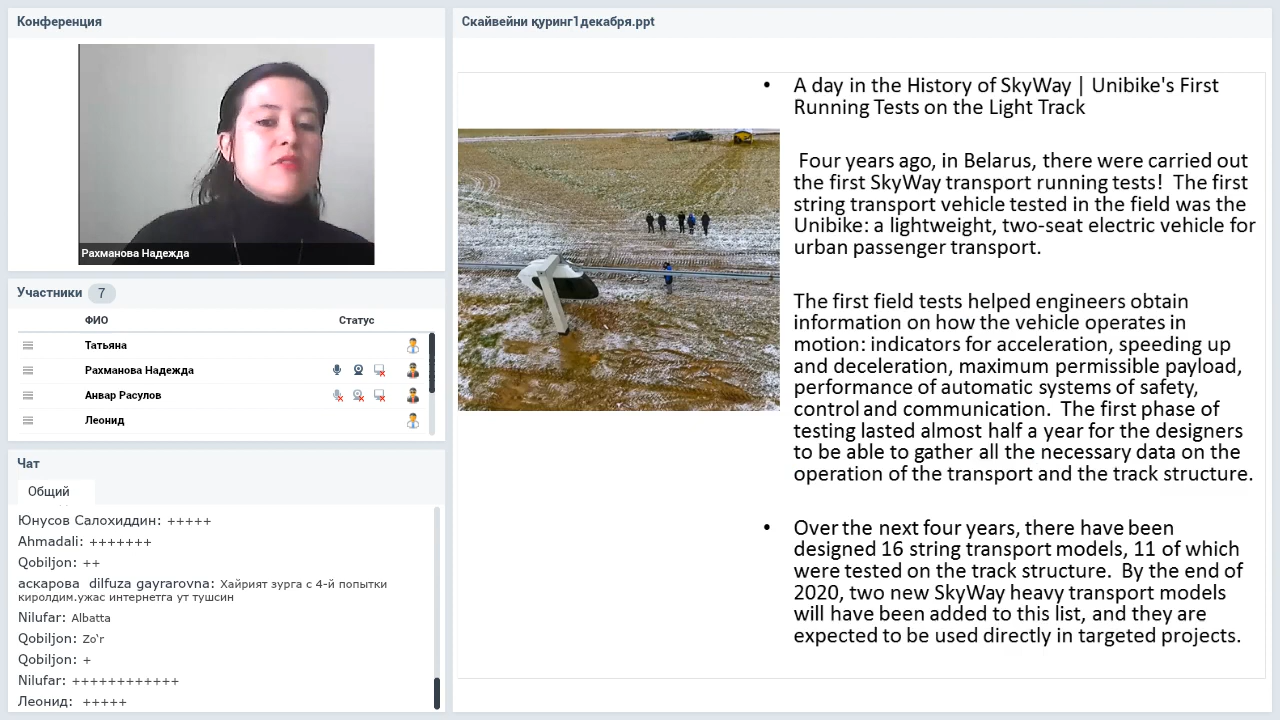 Конференция
Рахманова Надежда
Участники 7
ФИО Статус
Татьяна
Рахманова Надежда
Анвар Расулов
Леонид
Чат
Общий
Юнусов Салохиддин: +++++
Ahmadali: +++++++
Qobiljon: ++
аскарова dilfuza gayrarovna: Хайрият зурга с 4-й попытки
киролдим.ужас интернетга ут тушсин
Nilufar: Albatta
Qobiljon: Zo'r
Qobiljon: +
Nilufar: ++++++++++++
Леонид: +++++
Скайвейни қуринг1декабря.ppt
• A day in the History of SkyWay | Unibike's First
Running Tests on the Light Track
Four years ago, in Belarus, there were carried out
the first SkyWay transport running tests! The first
string transport vehicle tested in the field was the
Unibike: a lightweight, two-seat electric vehicle for
urban passenger transport.
The first field tests helped engineers obtain
information on how the vehicle operates in
motion: indicators for acceleration, speeding up
and deceleration, maximum permissible payload,
performance of automatic systems of safety,
control and communication. The first phase of
testing lasted almost half a year for the designers
to be able to gather all the necessary data on the
operation of the transport and the track structure.
• Over the next four years, there have been
designed 16 string transport models, 11 of which
were tested on the track structure. By the end of
2020, two new SkyWay heavy transport models
will have been added to this list, and they are
expected to be used directly in targeted projects.